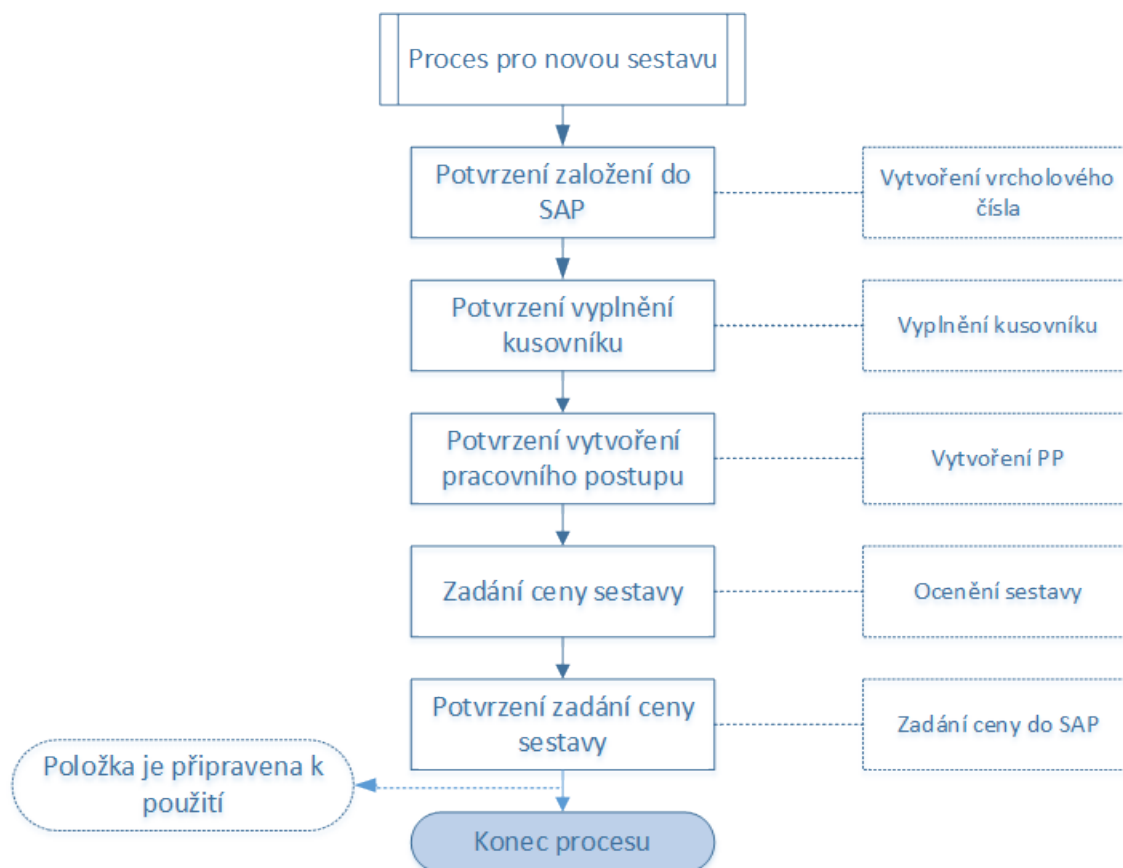 Proces pro novou sestavu
Potvrzení založení do
SAP
Vytvoření vrcholového
čísla
Potvrzení vyplnění
kusovníku
Vyplnění kusovníku
Potvrzení vytvoření
pracovního postupu
Vytvoření PP
Zadání ceny sestavy
Ocenění sestavy
Potvrzení zadání ceny
sestavy
Zadání ceny do SAP
Položka je připravena k
použití
Konec procesu